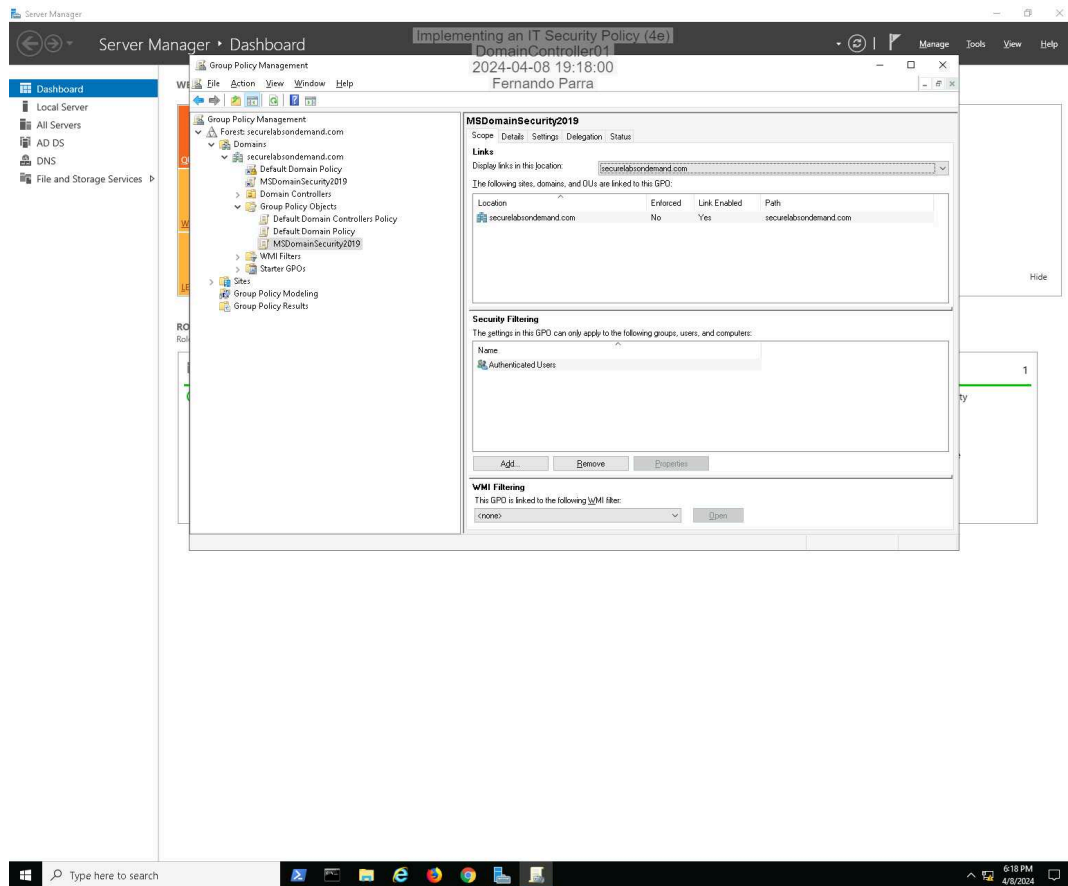 Server Manager
Server Manager • Dashboard
Manage Tools View Help
Implementing an IT Security Policy (4e)
DomainController01
2024-04-08 19:18:00
Fernando Parra
Dashboard
Local Server
All Servers
AD DS
DNS
File and Storage Services
Group Policy Management
File Action View Window Help
Group Policy Management
Forest: securelabsondemand.com
Domains
securelabsondemand.com
Default Domain Policy
MSDomainSecurity2019
Domain Controllers
Group Policy Objects
Default Domain Controllers Policy
Default Domain Policy
MSDomainSecurity2019
WMI Filters
Starter GPOs
Sites
Group Policy Modeling
Group Policy Results
MSDomainSecurity2019
Scope Details Settings Delegation Status
Links
Display links in this location: securelabsondemand.com
The following sites, domains, and OUs are linked to this GPO:
Location Enforced Link Enabled Path
securelabsondemand.com No Yes securelabsondemand.com
Security Filtering
The settings in this GPO can only apply to the following groups, users, and computers:
Name
Authenticated Users
Add... Remove Properties
WMI Filtering
This GPO is linked to the following WMI filter:
<none> Open
Hide
1
Type here to search
6:18 PM
4/8/2024